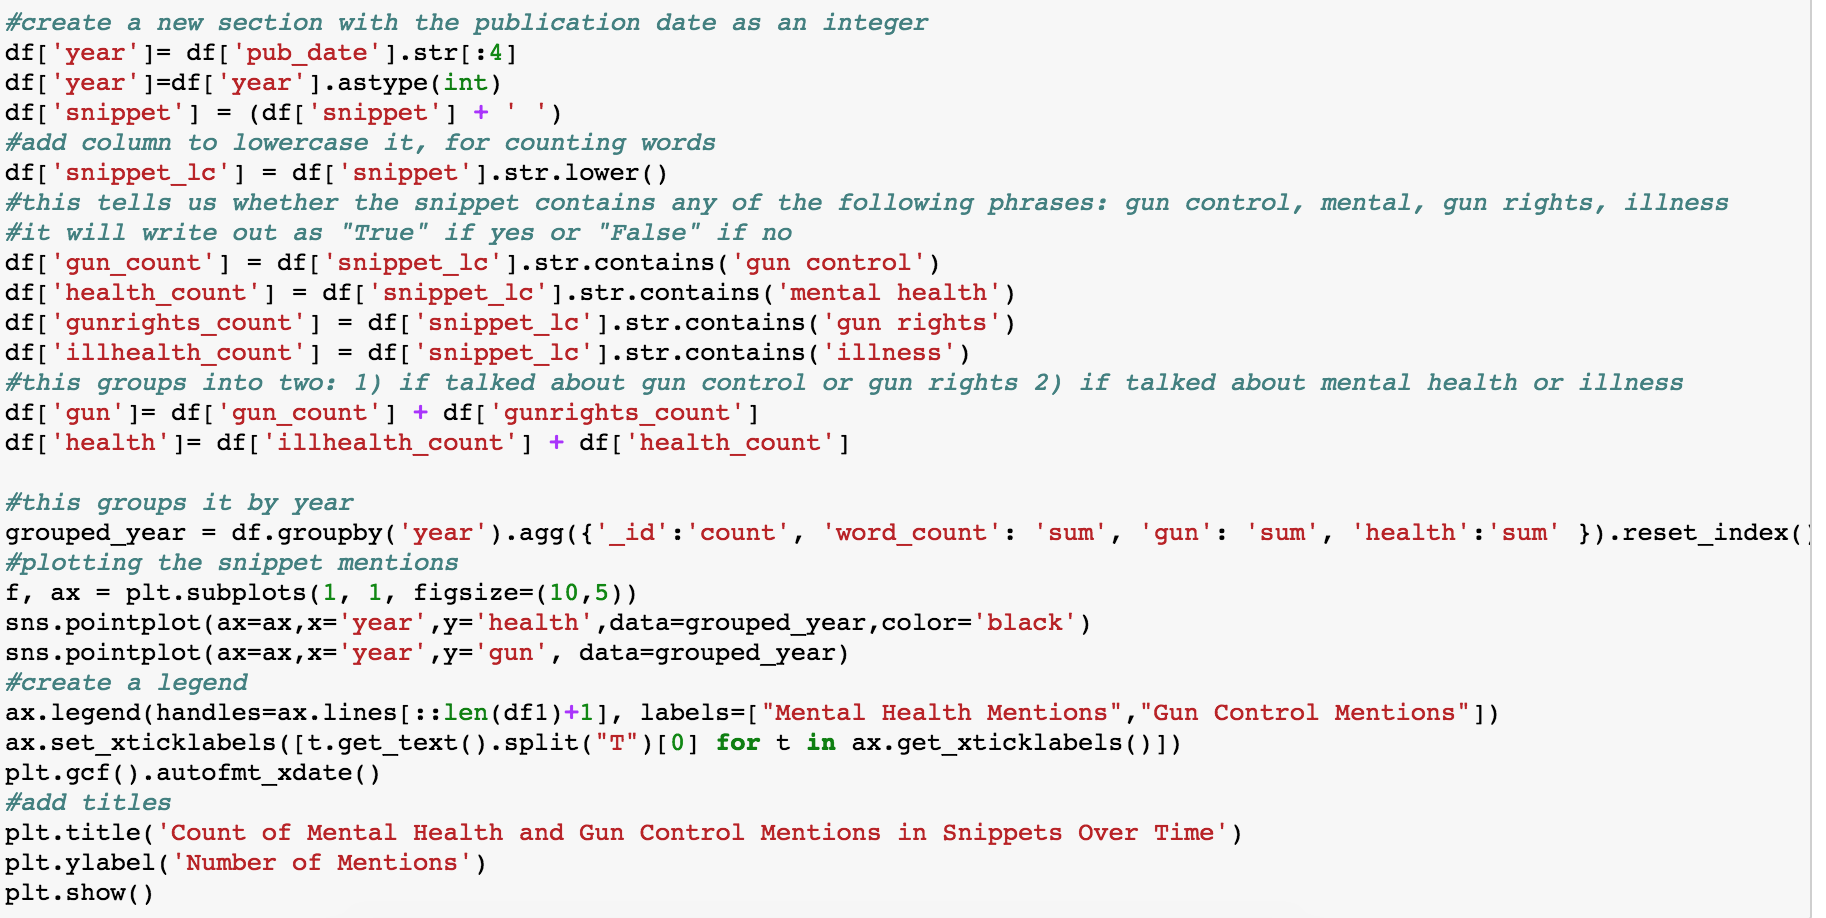 #create a new section with the publication date as an integer
df['year']= df['pub_date'].str[:4]
df['year']=df['year'].astype(int)
df['snippet'] = (df['snippet'] + ' ')
#add column to lowercase it, for counting words
df['snippet_lc'] = df['snippet'].str.lower()
#this tells us whether the snippet contains any of the following phrases: gun control, mental, gun rights, illness
#it will write out as "True" if yes or "False" if no
df['gun_count'] = df['snippet_lc'].str.contains('gun control')
df['health_count'] = df['snippet_lc'].str.contains('mental health')
df['gunrights_count'] = df['snippet_lc'].str.contains('gun rights')
df['illhealth_count'] = df['snippet_lc'].str.contains('illness')
#this groups into two: 1) if talked about gun control or gun rights 2) if talked about mental health or illness
df['gun']= df['gun_count'] + df['gunrights_count']
df['health']= df['illhealth_count'] + df['health_count']

#this groups it by year
grouped_year = df.groupby('year').agg({'_id':'count', 'word_count': 'sum', 'gun': 'sum', 'health':'sum' }).reset_index()
#plotting the snippet mentions
f, ax = plt.subplots(1, 1, figsize=(10,5))
sns.pointplot(ax=ax,x='year',y='health',data=grouped_year,color='black')
sns.pointplot(ax=ax,x='year',y='gun', data=grouped_year)
#create a legend
ax.legend(handles=ax.lines[::len(df1)+1], labels=["Mental Health Mentions","Gun Control Mentions"])
ax.set_xticklabels([t.get_text().split("T")[0] for t in ax.get_xticklabels()])
plt.gcf().autofmt_xdate()
#add titles
plt.title('Count of Mental Health and Gun Control Mentions in Snippets Over Time')
plt.ylabel('Number of Mentions')
plt.show()